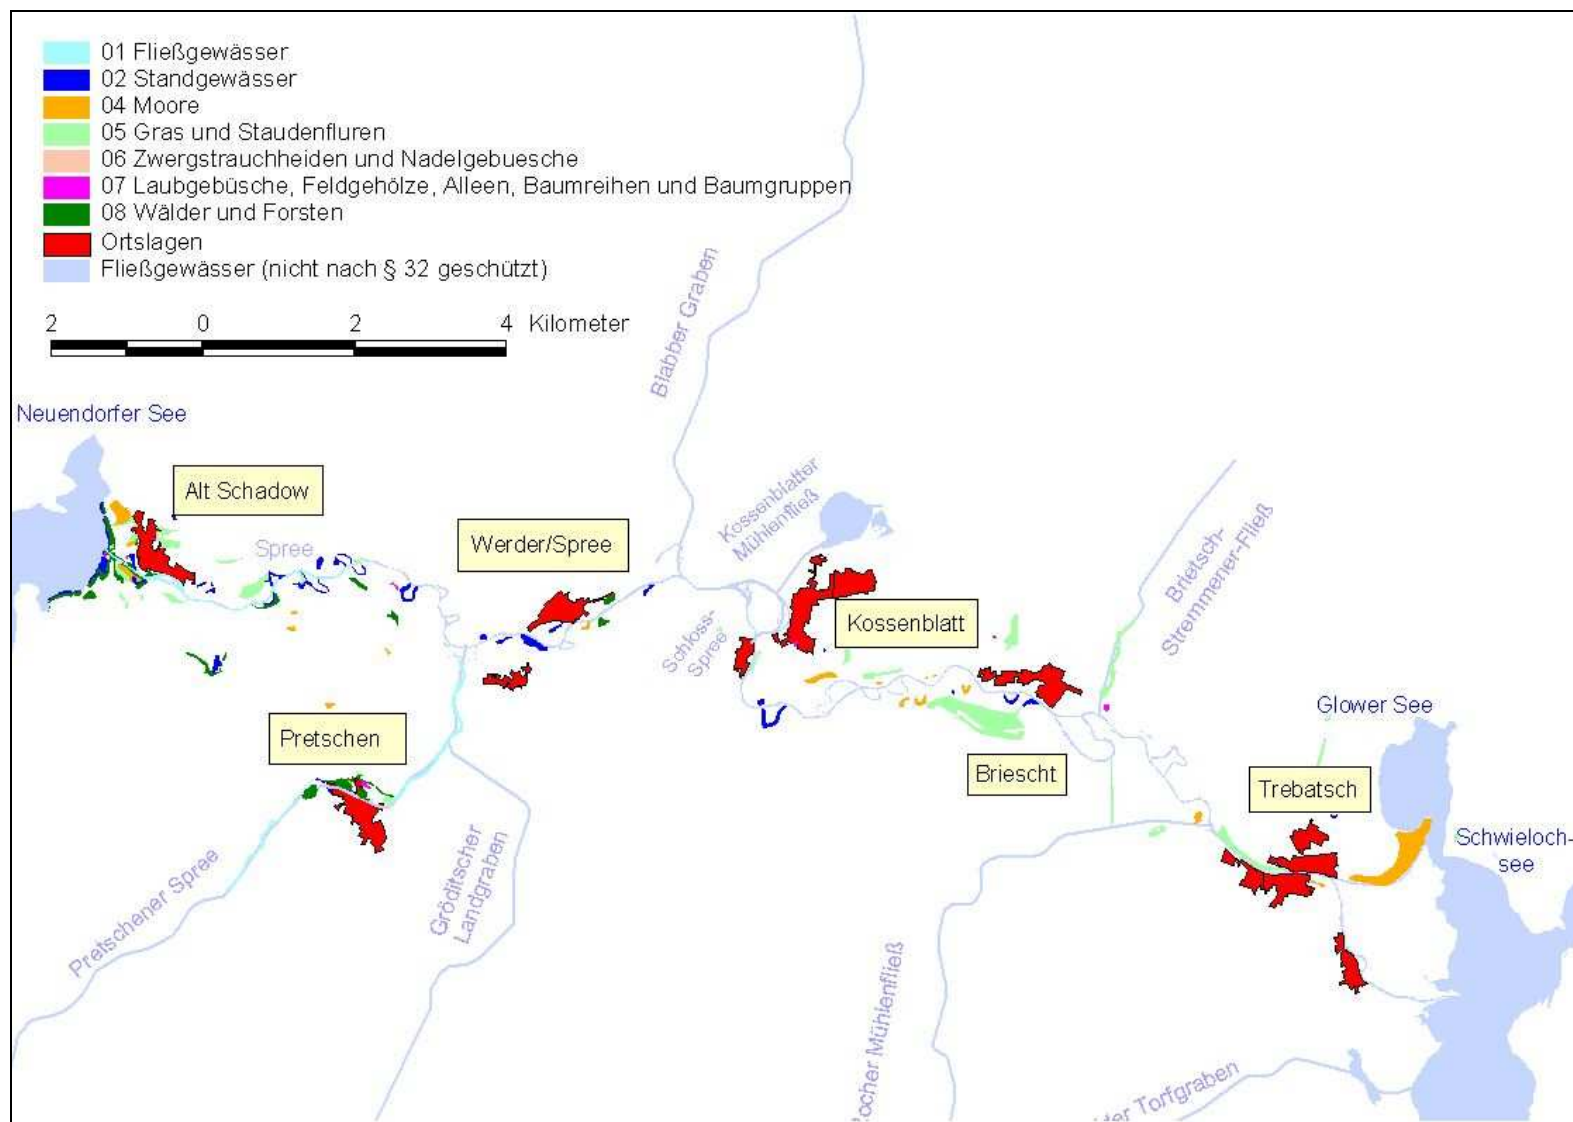 01 Fließgewässer
02 Standgewässer
04 Moore
05 Gras und Staudenfluren
06 Zwergstrauchheiden und Nadelgebuesche
07 Laubgebüsche, Feldgehölze, Alleen, Baumreihen und Baumgruppen
08 Wälder und Forsten
Ortslagen
Fließgewässer (nicht nach § 32 geschützt)
2 0 2 4 Kilometer
Blabber Graben
Neuendorfer See
Alt Schadow
Spree
Werder/Spree
Kossenblatter
Mühlenfließ
Brietsch-
Stremmener-Fließ
Kossenblatt
Schloss-
Spree
Pretschen
Briescht
Glower See
Trebatsch
Schwieloch-
see
Pretschener Spree
Gröditscher
Landgraben
Rocher Mühlenfließ
der Torfgraben